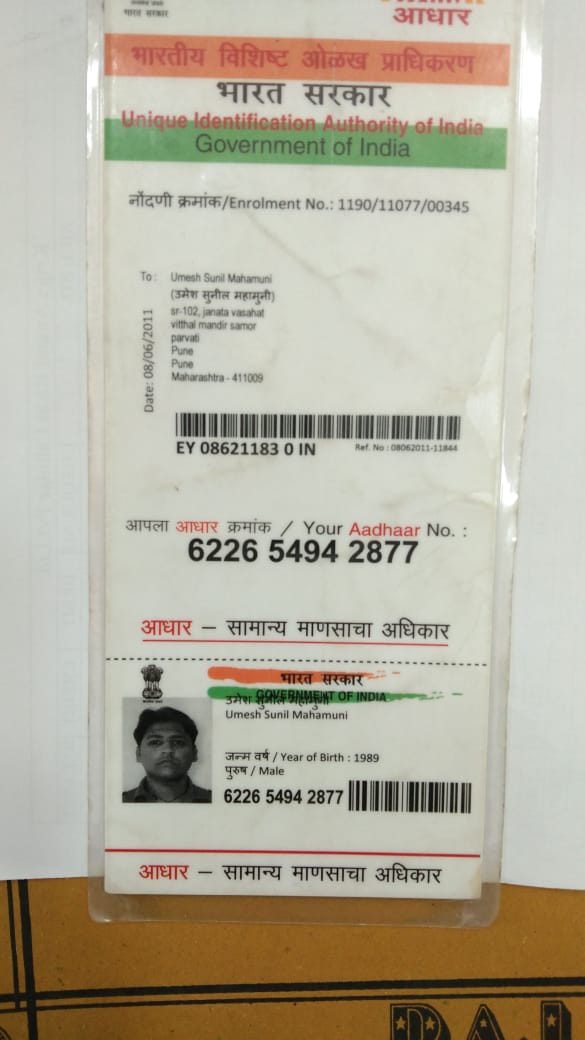 भारत सरकार
आधार
भारतीय विशिष्ट ओळख प्राधिकरण
भारत सरकार
Unique Identification Authority of India
Government of India
नोंदणी क्रमांक/Enrolment No.: 1190/11077/00345
To : Umesh Sunil Mahamuni
(उमेश सुनील महामुनी)
sr-102, janata vasahat
vitthal mandir samor
parvati
Pune
Pune
Maharashtra - 411009
Date: 08/06/2011
EY 08621183 0 IN
Ref. No : 08062011-11844
आपला आधार क्रमांक / Your Aadhaar No. :
6226 5494 2877
आधार – सामान्य माणसाचा अधिकार
भारत सरकार
GOVERNMENT OF INDIA
उमेश सुनील महामुनी
Umesh Sunil Mahamuni
जन्म वर्ष / Year of Birth : 1989
पुरुष / Male
6226 5494 2877
आधार – सामान्य माणसाचा अधिकार